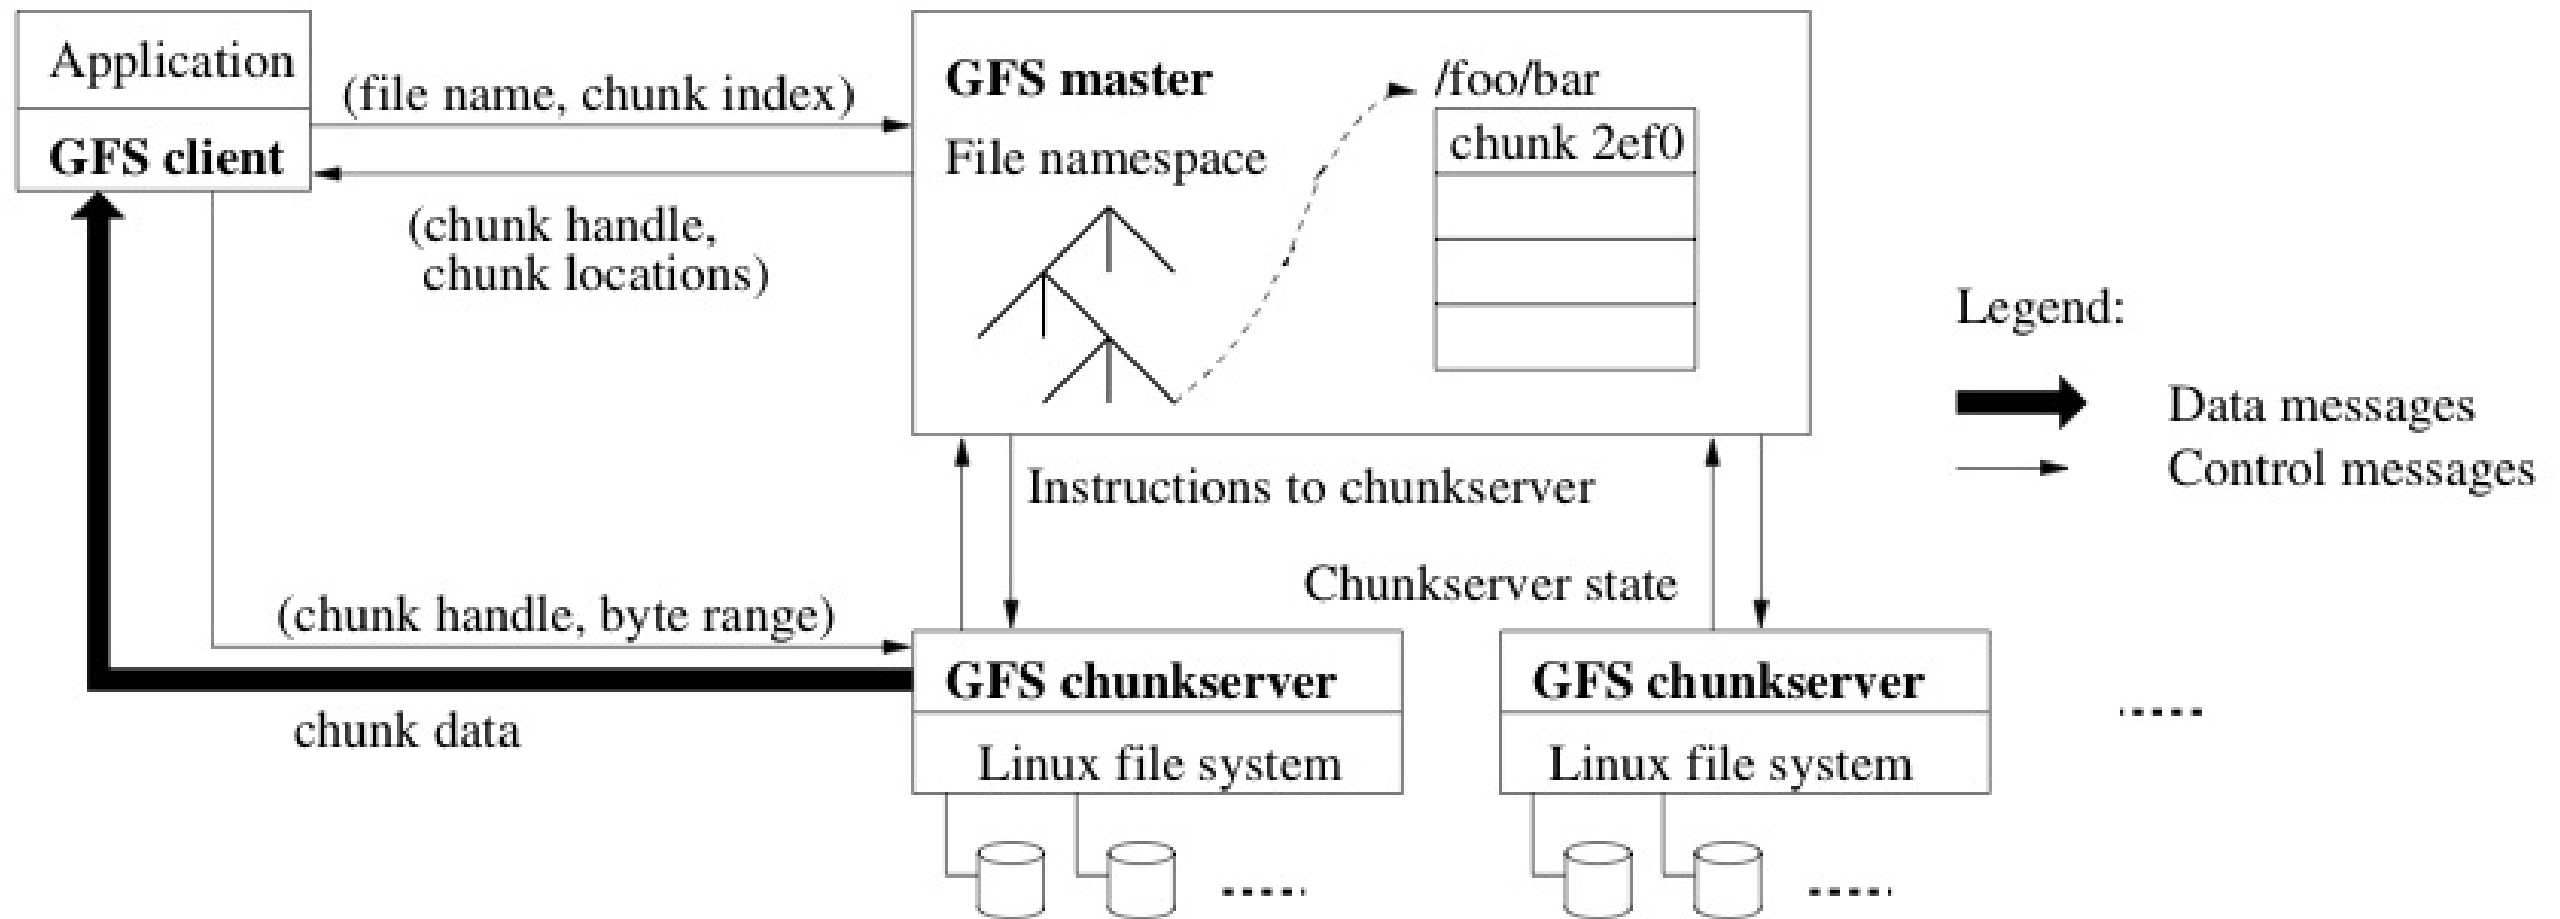 Application
GFS client
(file name, chunk index)
(chunk handle,
chunk locations)
GFS master
File namespace
/foo/bar
chunk 2ef0
Legend:
Data messages
Control messages
Instructions to chunkserver
Chunkserver state
(chunk handle, byte range)
chunk data
GFS chunkserver
Linux file system
GFS chunkserver
Linux file system